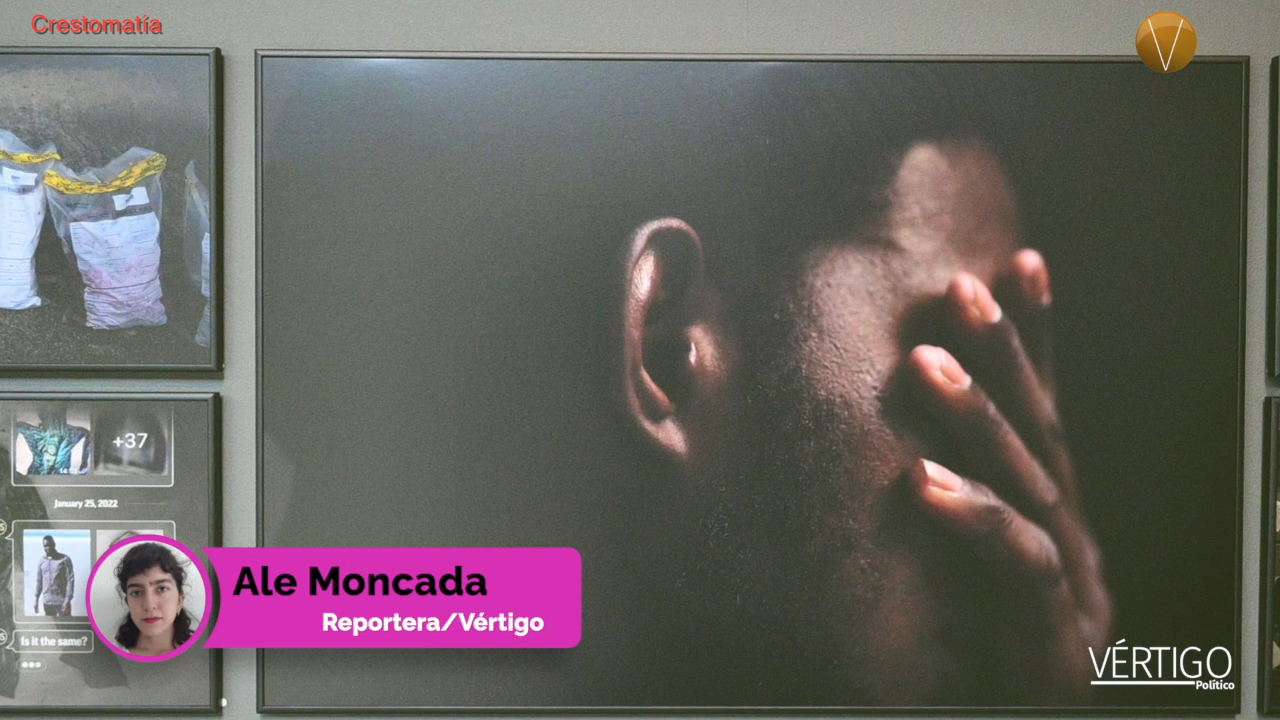 Crestomatía
V
+37
January 25, 2022
Is it the same?
Ale Moncada
Reportera/Vértigo
VÉRTIGO
Político